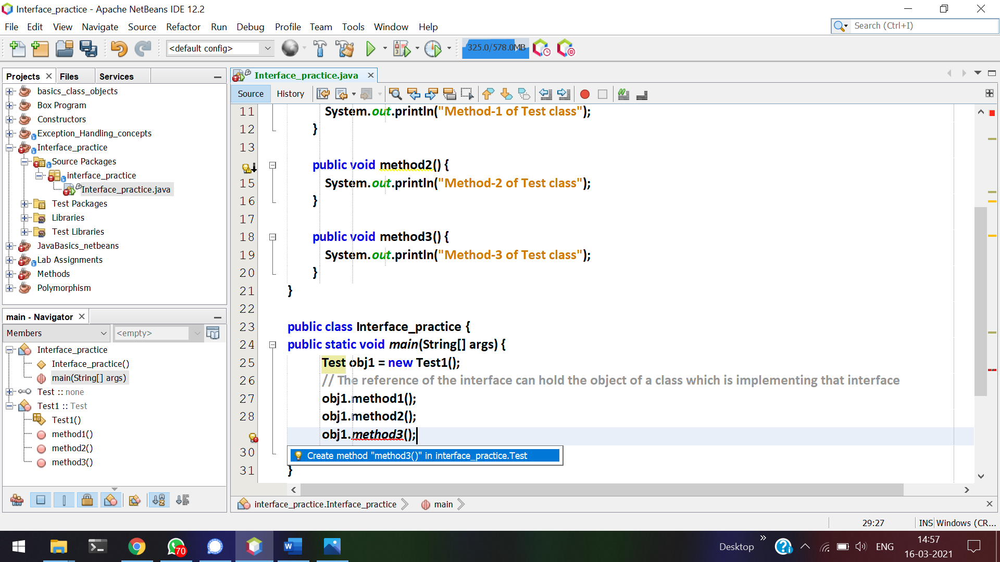 Interface_practice - Apache NetBeans IDE 12.2
File Edit View Navigate Source Refactor Run Debug Profile Team Tools Window Help
Search (Ctrl+I)
<default config>
325.0/578.0MB
Projects Files Services
basics_class_objects
Box Program
Constructors
Exception_Handling_concepts
Interface_practice
Source Packages
interface_practice
Interface_practice.java
Test Packages
Libraries
Test Libraries
JavaBasics_netbeans
Lab Assignments
Methods
Polymorphism
main - Navigator
Members
<empty>
Interface_practice
Interface_practice()
main(String[] args)
Test :: none
Test1 :: Test
Test1()
method1()
method2()
method3()
Interface_practice.java
Source History
11 System.out.println("Method-1 of Test class");
12 }
13
public void method2() {
15 System.out.println("Method-2 of Test class");
16 }
17
18 public void method3() {
19 System.out.println("Method-3 of Test class");
20 }
21 }
22
23 public class Interface_practice {
24 public static void main(String[] args) {
25 Test obj1 = new Test1();
26 // The reference of the interface can hold the object of a class which is implementing that interface
27 obj1.method1();
28 obj1.method2();
obj1.method3();
30 Create method "method3()" in interface_practice.Test
31 }
interface_practice.Interface_practice main
29:27 INS Windows (CR...
70
W
Desktop
ENG
14:57
16-03-2021